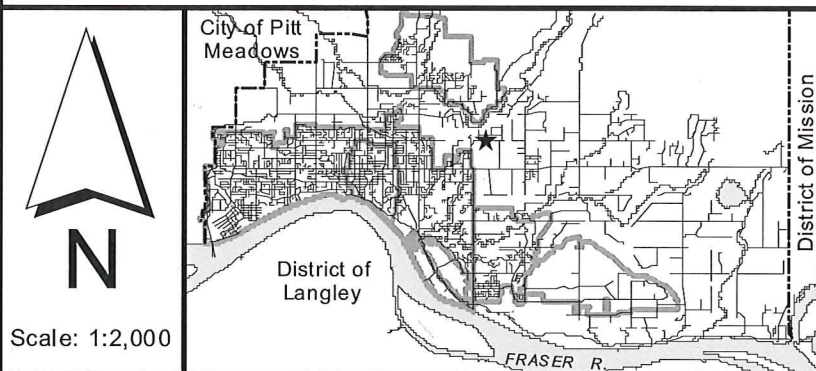 N
Scale: 1:2,000
City of Pitt
Meadows
District of
Langley
FRASER R.
District of Mission